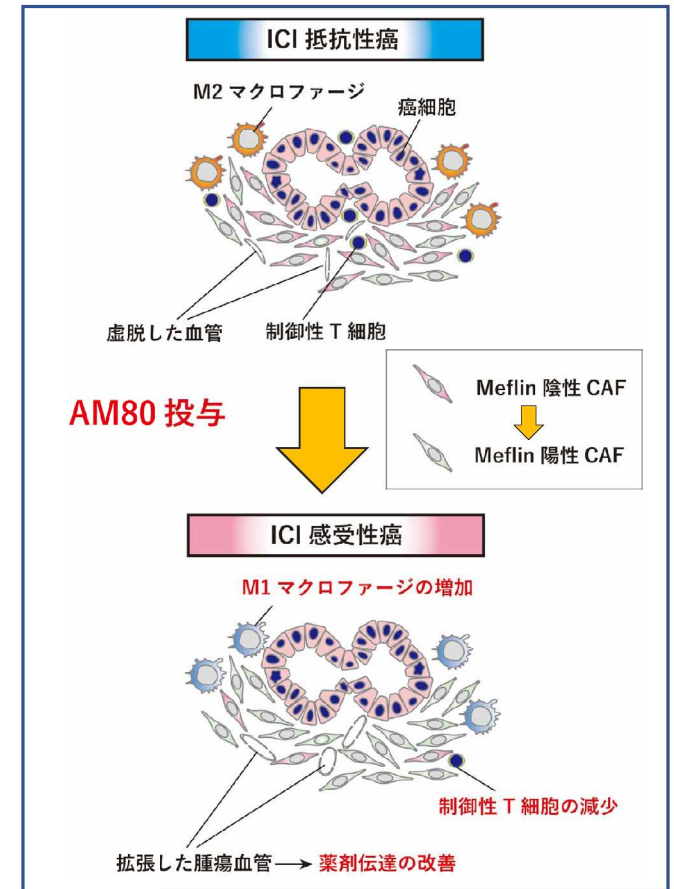 ICI 抵抗性癌
M2 マクロファージ
癌細胞
虚脱した血管
制御性 T 細胞
AM80 投与
Meflin 陰性 CAF
Meflin 陽性 CAF
ICI 感受性癌
M1 マクロファージの増加
制御性 T 細胞の減少
拡張した腫瘍血管
薬剤伝達の改善